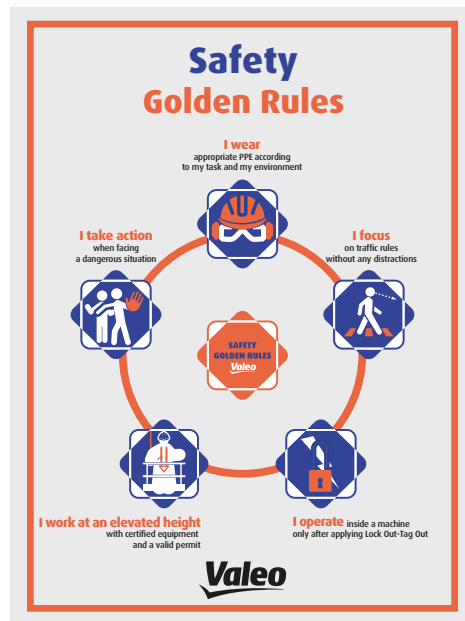 Safety
Golden Rules
I wear
appropriate PPE according
to my task and my environment
I take action
when facing
a dangerous situation
I focus
on traffic rules
without any distractions
SAFETY
GOLDEN RULES
Valeo
I work at an elevated height
with certified equipment
and a valid permit
I operate inside a machine
only after applying Lock Out-Tag Out
Valeo